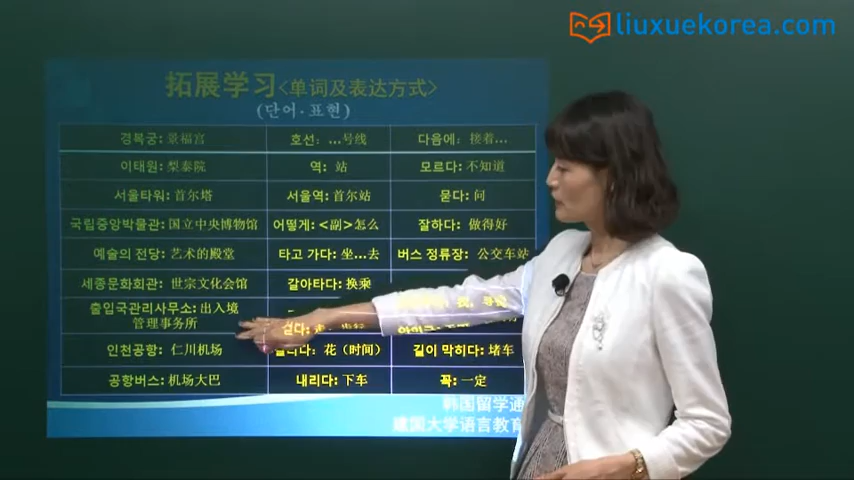 liuxuekorea.com
拓展学习<单词及表达方式>
(단어·표현)
경복궁: 景福宫
호선: ...号线
다음에: 接着...
이태원: 梨泰院
역: 站
모르다: 不知道
서울타워: 首尔塔
서울역: 首尔站
묻다: 问
국립중앙박물관: 国立中央博物馆
어떻게: <副>怎么
잘하다: 做得好
예술의 전당: 艺术的殿堂
타고 가다: 坐...去
버스 정류장: 公交车站
세종문화회관: 世宗文化会馆
갈아타다: 换乘
출입국관리사무소: 出入境
管理事务所
걷다: 走, 步行
인천공항: 仁川机场
花（时间）
길이 막히다: 堵车
공항버스: 机场大巴
내리다: 下车
꼭: 一定
韩国留学通
建国大学语言教育